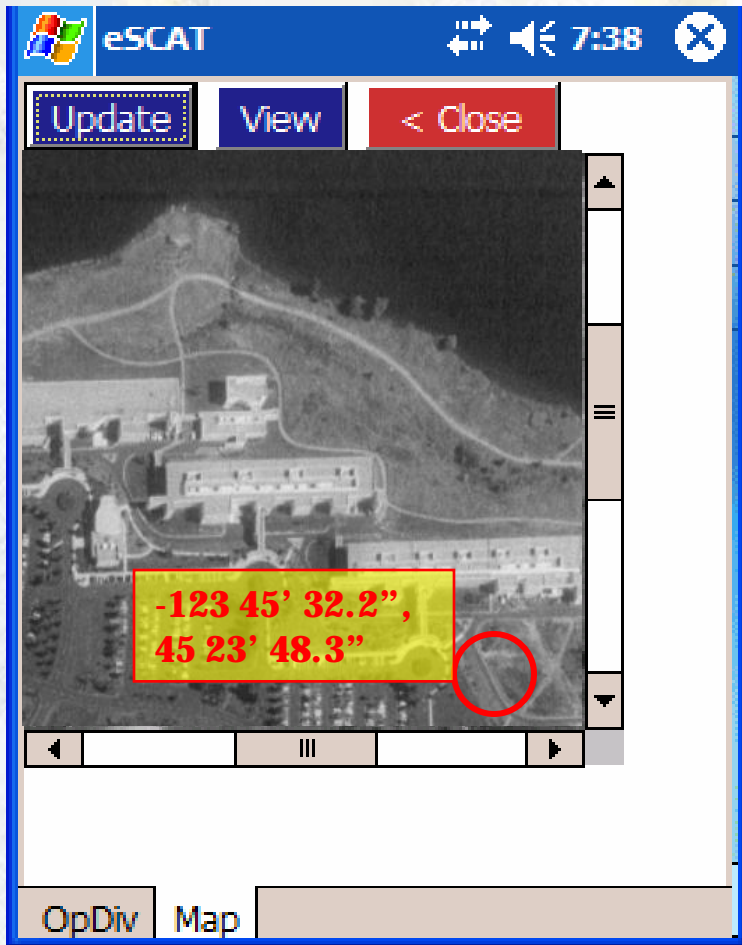 eSCAT 7:38
Update View < Close
-123 45’ 32.2”,
45 23’ 48.3”
OpDiv Map